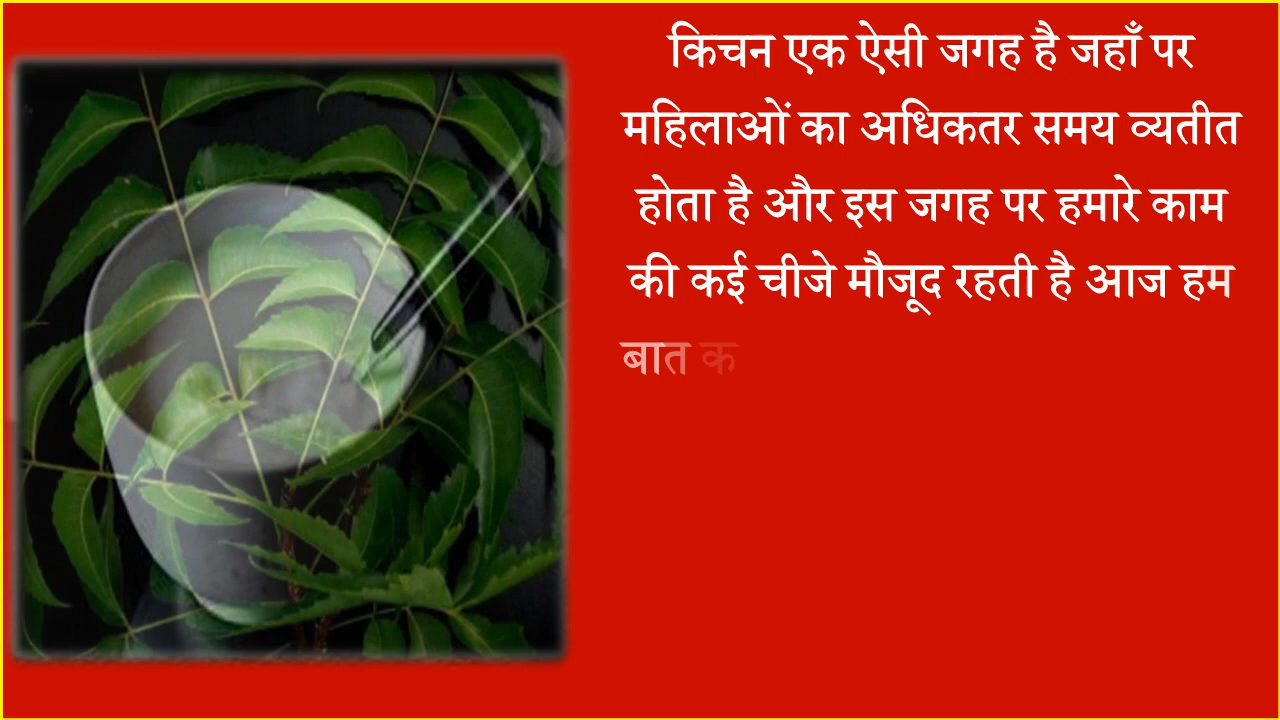 किचन एक ऐसी जगह है जहाँ पर
महिलाओं का अधिकतर समय व्यतीत
होता है और इस जगह पर हमारे काम
की कई चीजे मौजूद रहती है आज हम
बात क